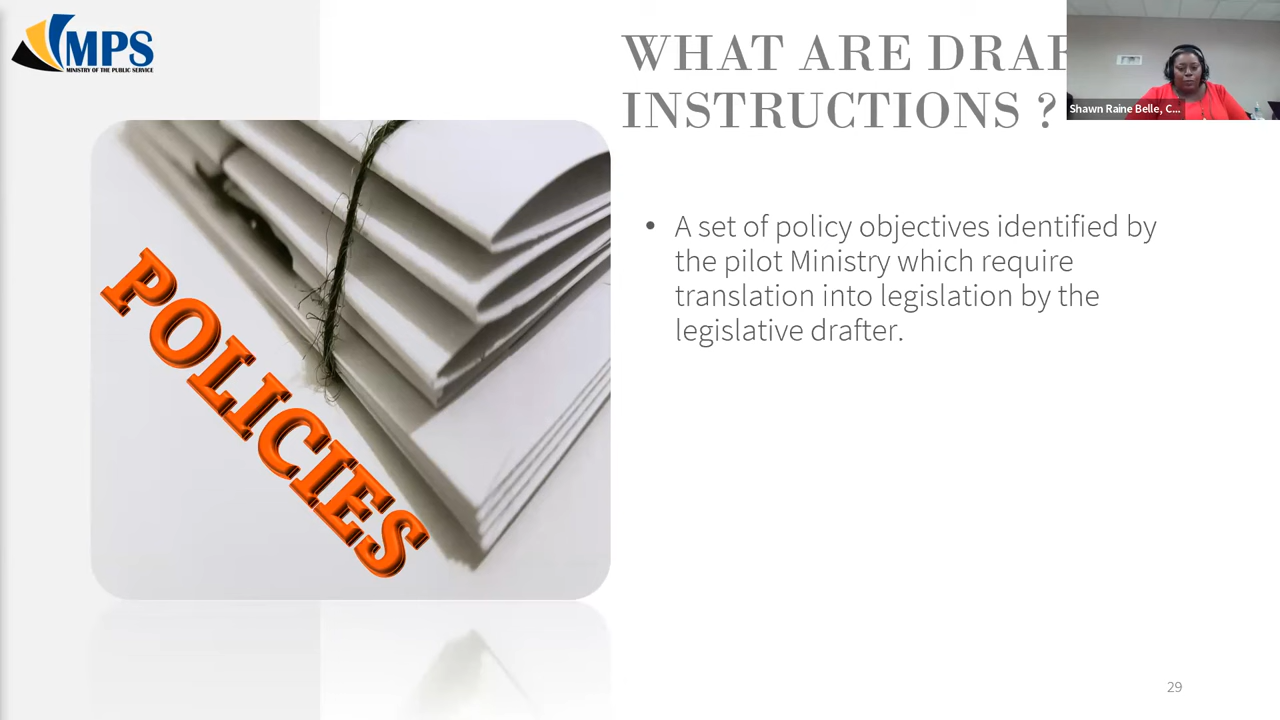 MPS
MINISTRY OF THE PUBLIC SERVICE
WHAT ARE
INSTRUCTIONS ?
Shawn Raine Belle, C...
POLICIES
• A set of policy objectives identified by
the pilot Ministry which require
translation into legislation by the
legislative drafter.
29